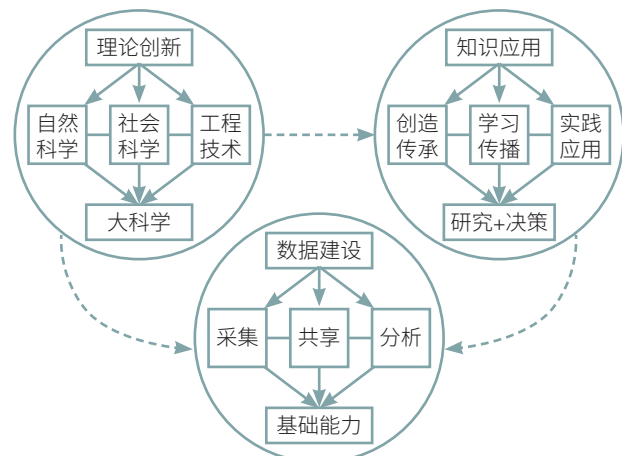 理论创新
自然
科学
社会
科学
工程
技术
大科学
知识应用
创造
传承
学习
传播
实践
应用
研究+决策
数据建设
采集
共享
分析
基础能力